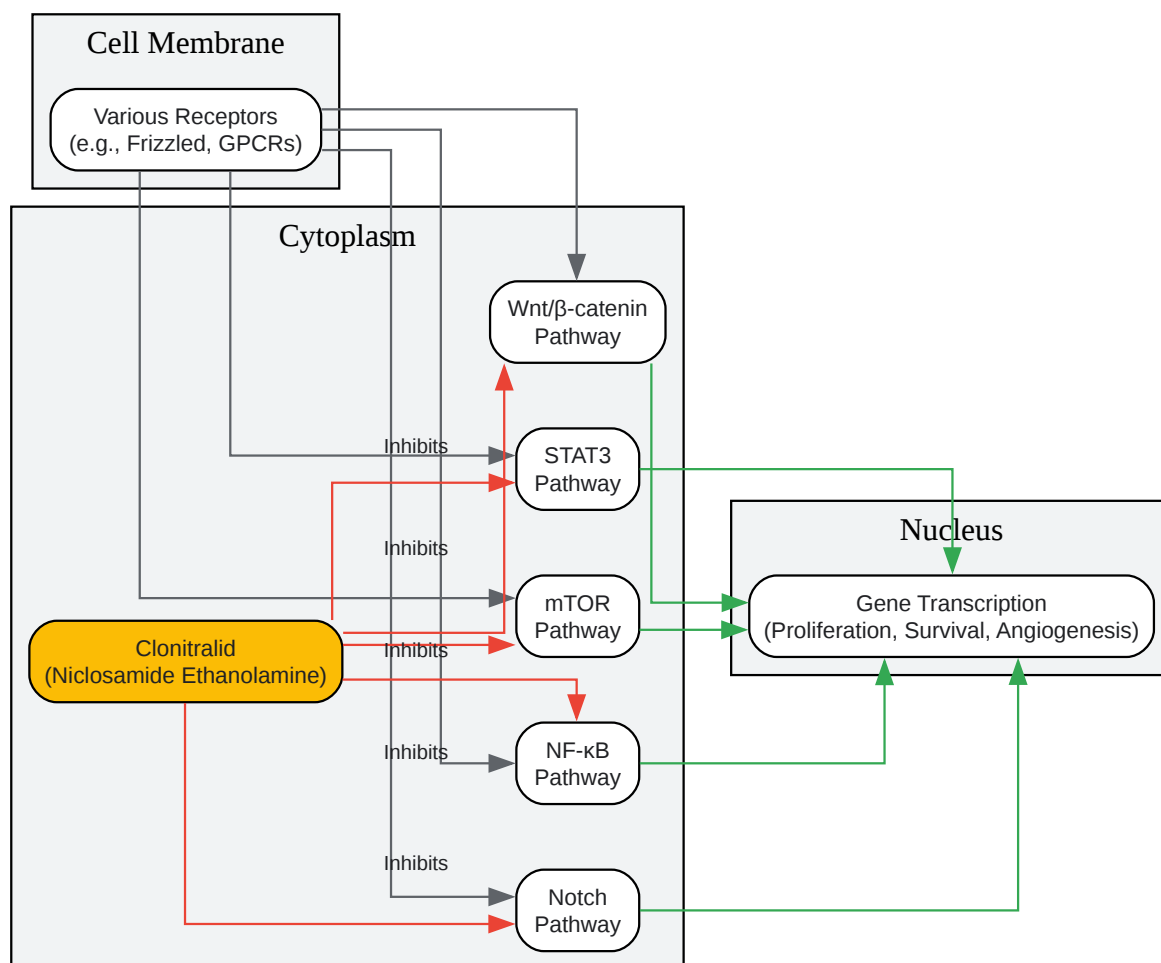 Cell Membrane
Various Receptors
(e.g., Frizzled, GPCRs)
Cytoplasm
Wnt/β-catenin
Pathway
Inhibits
STAT3
Pathway
Inhibits
mTOR
Pathway
Nucleus
Gene Transcription
(Proliferation, Survival, Angiogenesis)
Clonitralid
(Niclosamide Ethanolamine)
Inhibits
Inhibits
NF-κB
Pathway
Inhibits
Notch
Pathway